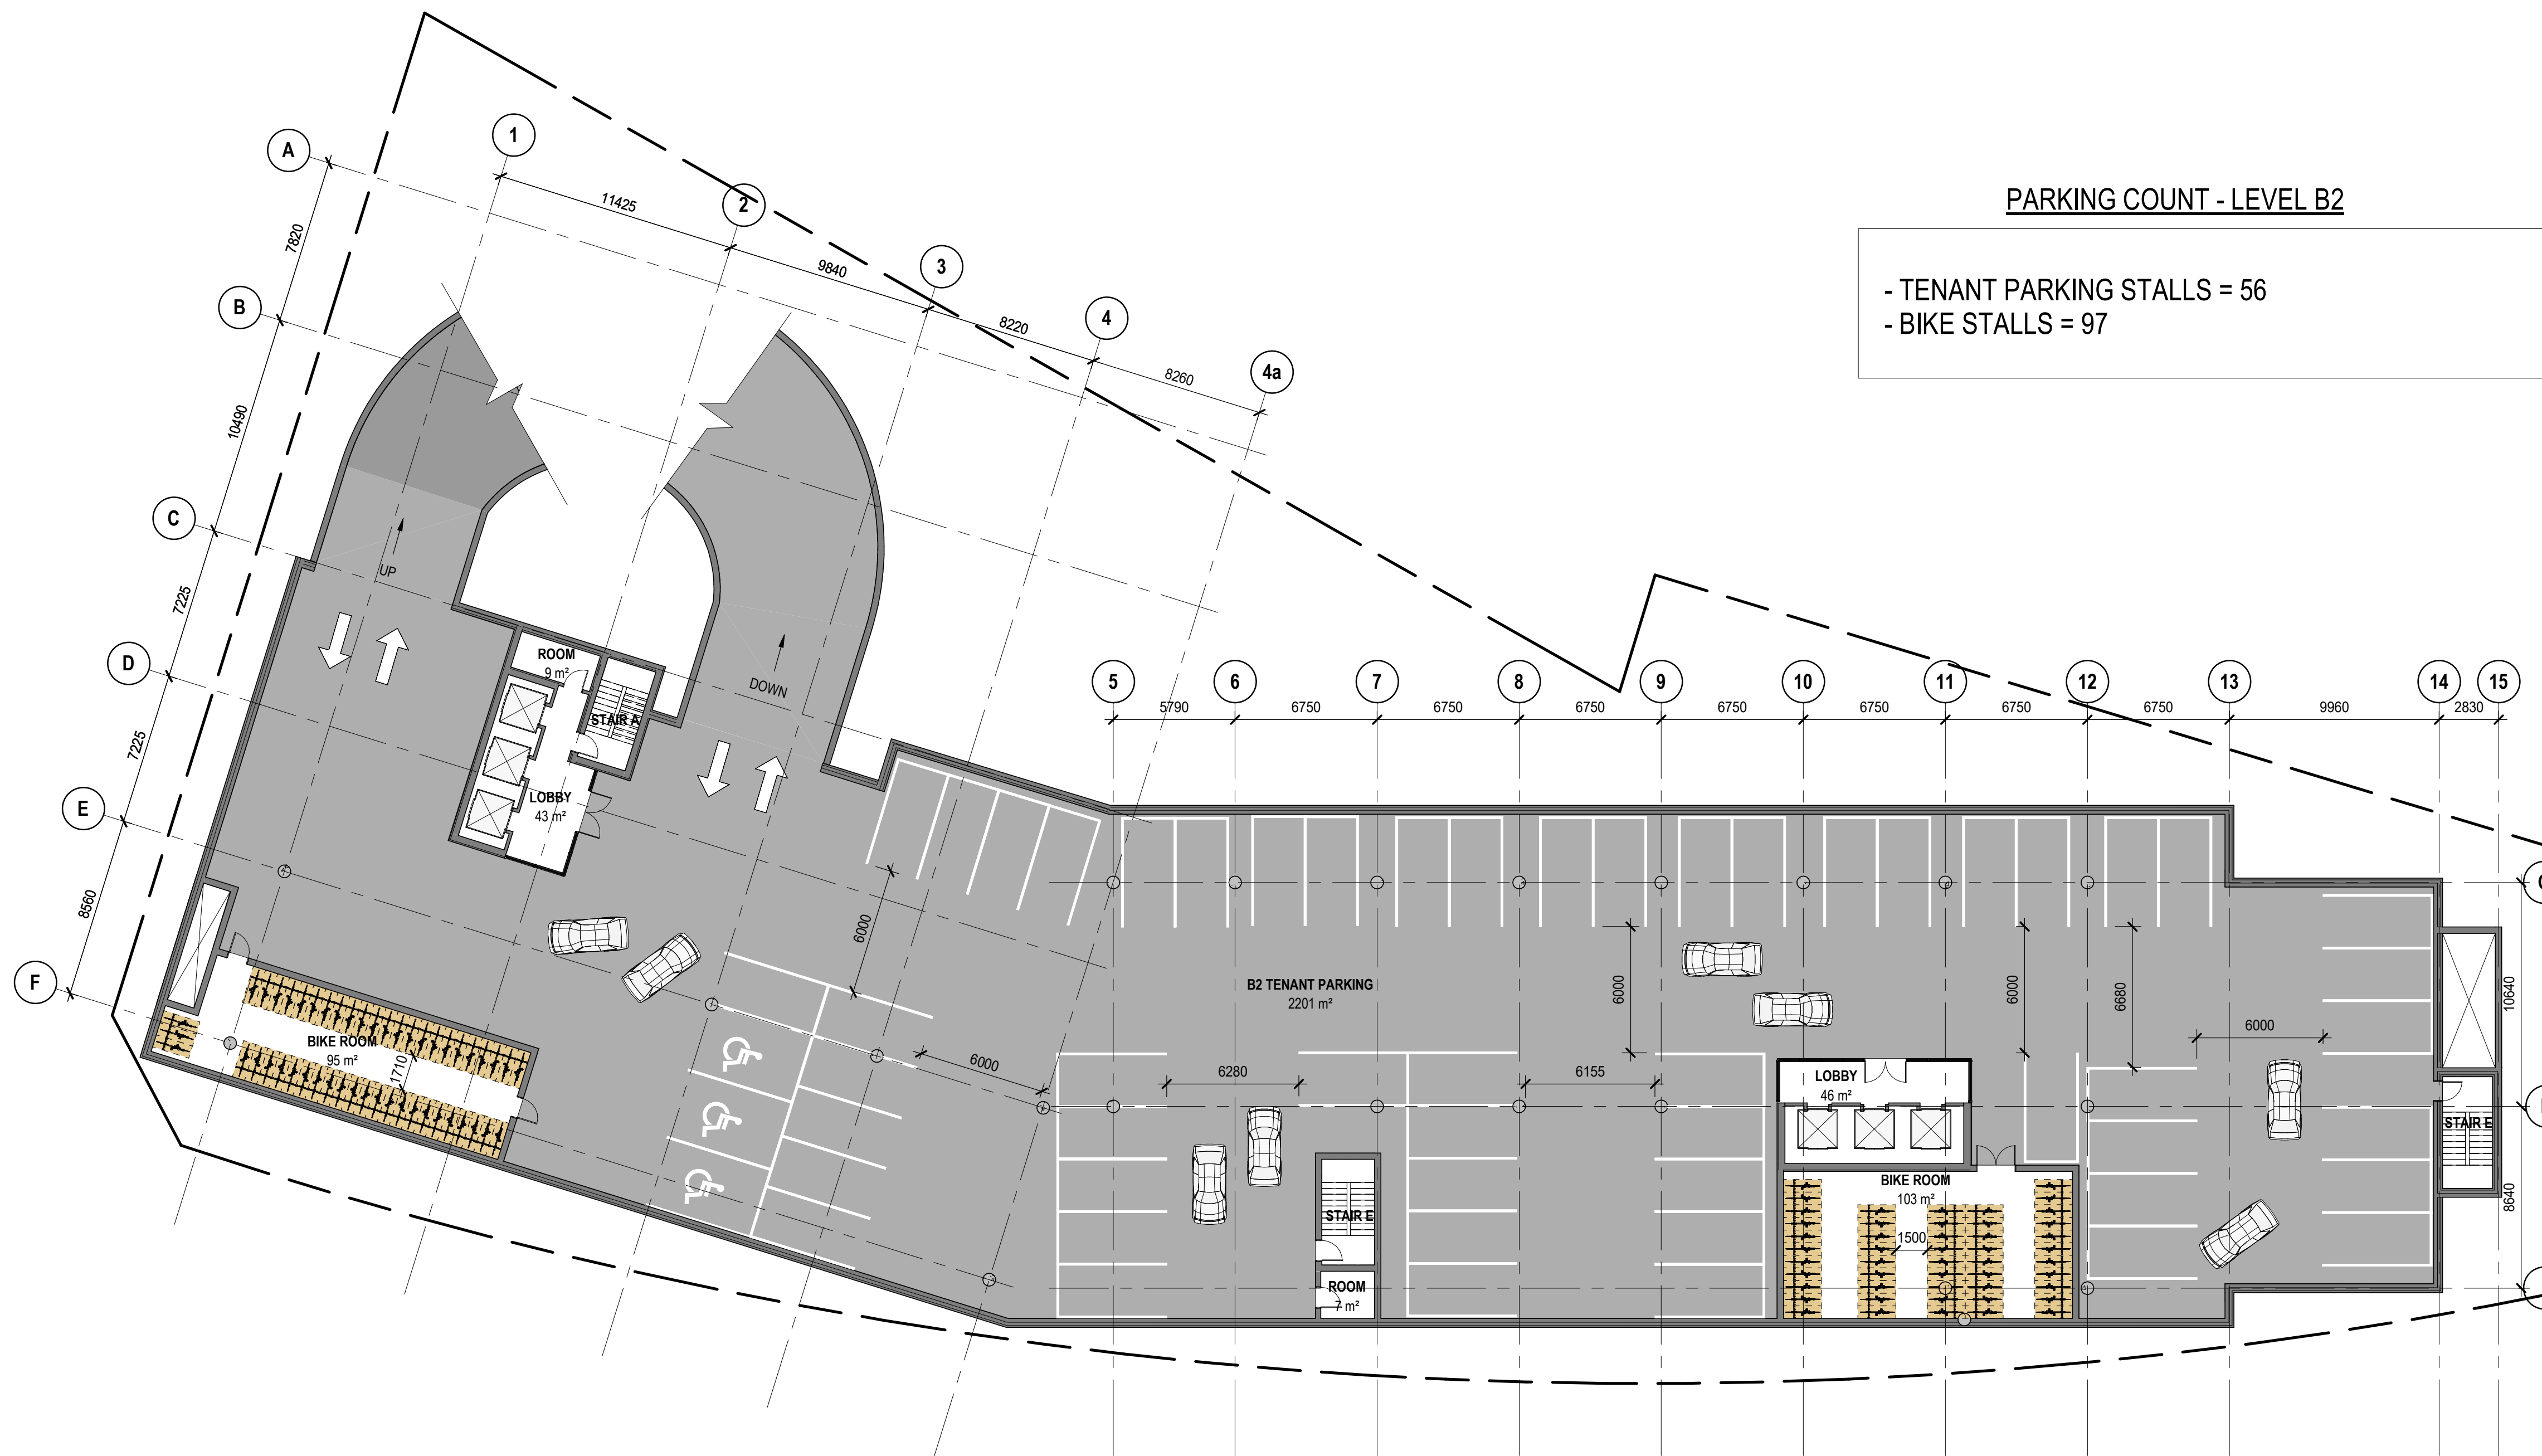 PARKING COUNT - LEVEL B2
- TENANT PARKING STALLS = 56
- BIKE STALLS = 97
A
B
C
D
E
F
1
2
3
4
4a
7820
10490
7225
7225
8560
11425
9840
8220
8260
5
6
7
8
9
10
11
12
13
14
15
5790
6750
6750
6750
6750
6750
6750
6750
9960
2830
UP
DOWN
ROOM
9 m²
STAIR A
LOBBY
43 m²
6000
6000
BIKE ROOM
95 m²
1710
B2 TENANT PARKING
2201 m²
6000
6000
6680
6000
10640
8640
6280
6155
LOBBY
46 m²
STAIR E
STAIR E
BIKE ROOM
103 m²
1500
ROOM
7 m²